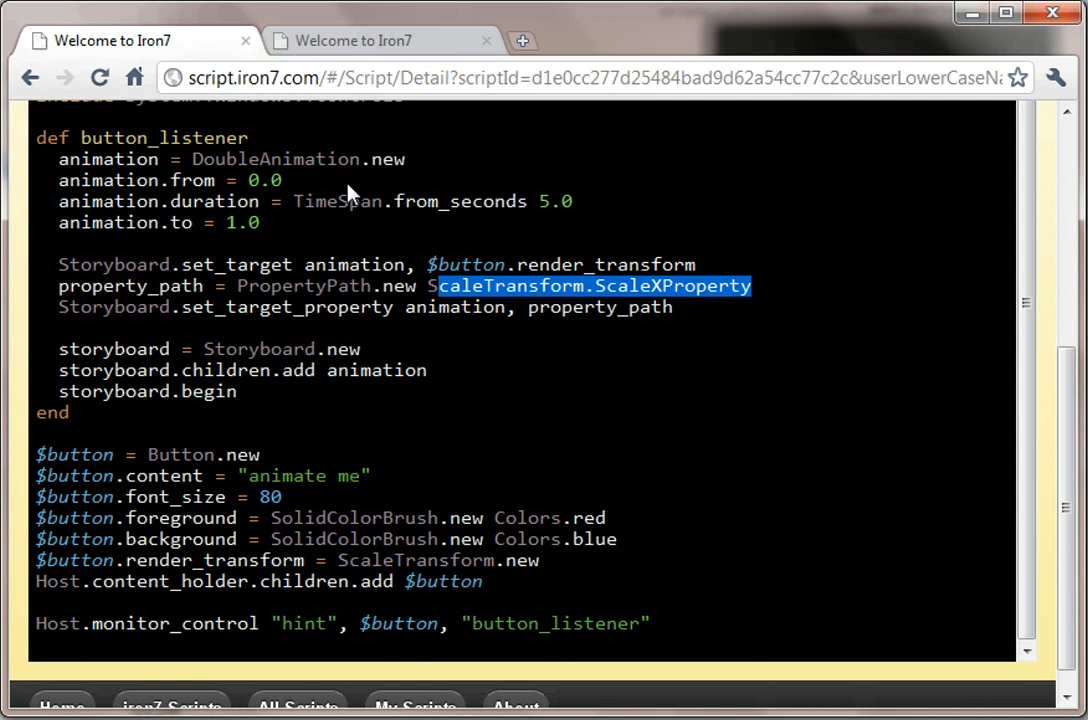 Welcome to Iron7
Welcome to Iron7
script.iron7.com/#/Script/Detail?scriptId=d1e0cc277d25484bad9d62a54cc77c2c&userLowerCaseNa
def button_listener
  animation = DoubleAnimation.new
  animation.from = 0.0
  animation.duration = TimeSpan.from_seconds 5.0
  animation.to = 1.0
  Storyboard.set_target animation, $button.render_transform
  property_path = PropertyPath.new ScaleTransform.ScaleXProperty
  Storyboard.set_target_property animation, property_path
  storyboard = Storyboard.new
  storyboard.children.add animation
  storyboard.begin
end
$button = Button.new
$button.content = "animate me"
$button.font_size = 80
$button.foreground = SolidColorBrush.new Colors.red
$button.background = SolidColorBrush.new Colors.blue
$button.render_transform = ScaleTransform.new
Host.content_holder.children.add $button
Host.monitor_control "hint", $button, "button_listener"
Home iron7 Scripts All Scripts My Scripts About